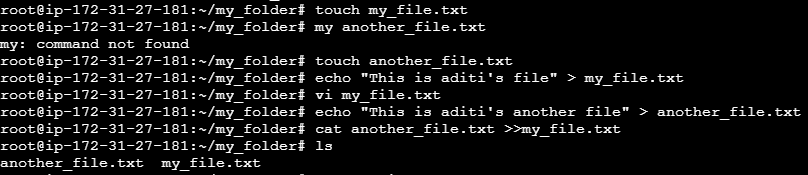 root@ip-172-31-27-181:~/my_folder# touch my_file.txt
root@ip-172-31-27-181:~/my_folder# my another_file.txt
my: command not found
root@ip-172-31-27-181:~/my_folder# touch another_file.txt
root@ip-172-31-27-181:~/my_folder# echo "This is aditi's file" > my_file.txt
root@ip-172-31-27-181:~/my_folder# vi my_file.txt
root@ip-172-31-27-181:~/my_folder# echo "This is aditi's another file" > another_file.txt
root@ip-172-31-27-181:~/my_folder# cat another_file.txt >>my_file.txt
root@ip-172-31-27-181:~/my_folder# ls
another_file.txt  my_file.txt